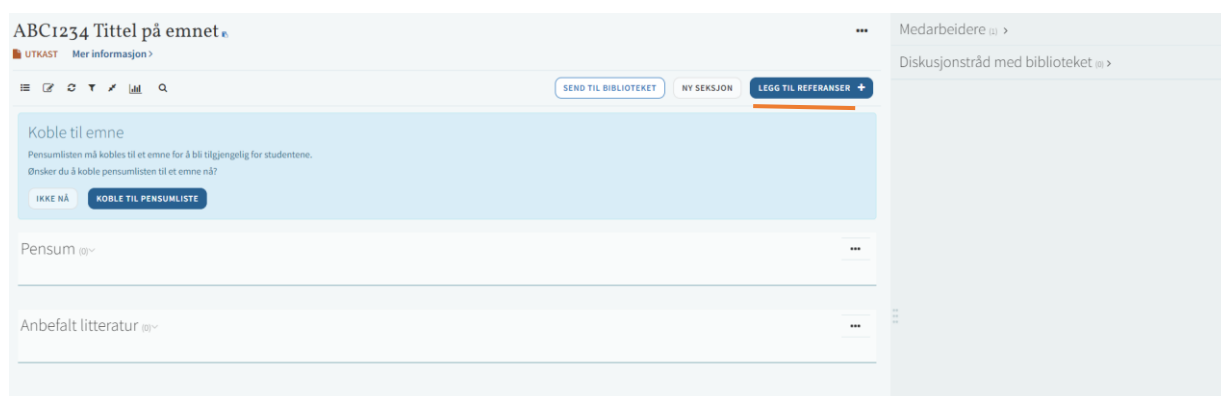 ABC1234 Tittel på emnet
UTKAST Mer informasjon >
SEND TIL BIBLIOTEKET NY SEKSJON LEGG TIL REFERANSER +
Koble til emne
Pensumlisten må kobles til et emne for å bli tilgjengelig for studentene.
Ønsker du å koble pensumlisten til et emne nå?
IKKE NÅ KOBLE TIL PENSUMLISTE
Pensum (0)
Anbefalt litteratur (0)
Medarbeidere (1) >
Diskusjonstråd med biblioteket (0) >